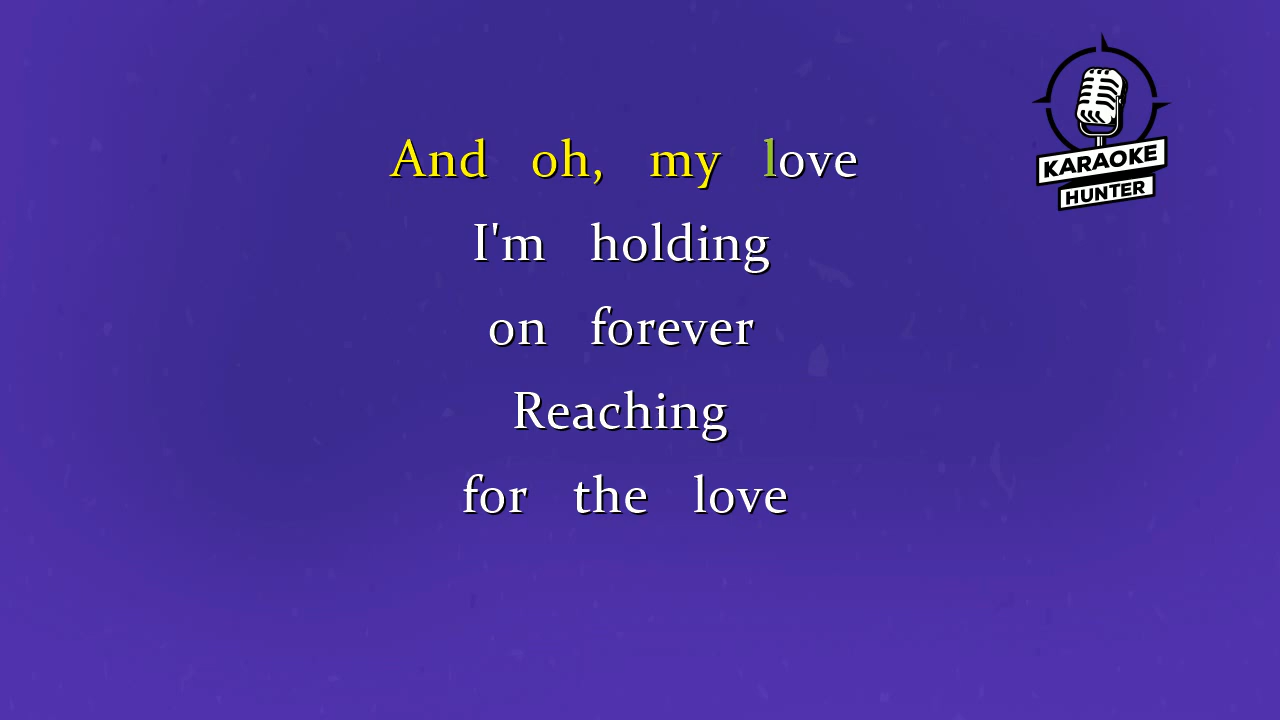 And oh, my love
I'm holding
on forever
Reaching
for the love
KARAOKE
HUNTER